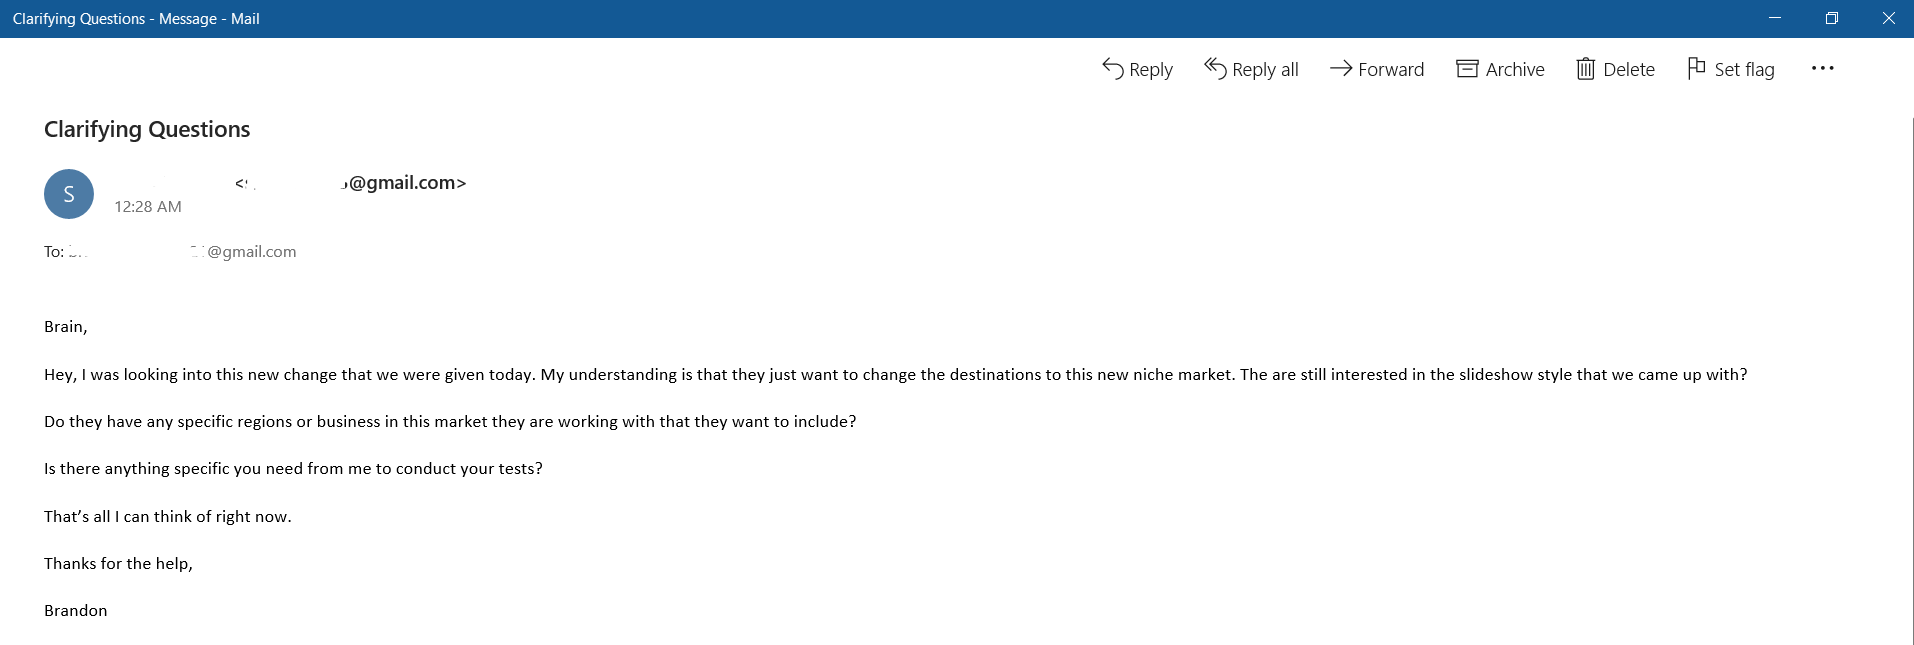 Clarifying Questions - Message - Mail
Reply Reply all Forward Archive Delete Set flag
Clarifying Questions
S
@gmail.com>
12:28 AM
To: @gmail.com
Brain,
Hey, I was looking into this new change that we were given today. My understanding is that they just want to change the destinations to this new niche market. The are still interested in the slideshow style that we came up with?
Do they have any specific regions or business in this market they are working with that they want to include?
Is there anything specific you need from me to conduct your tests?
That’s all I can think of right now.
Thanks for the help,
Brandon